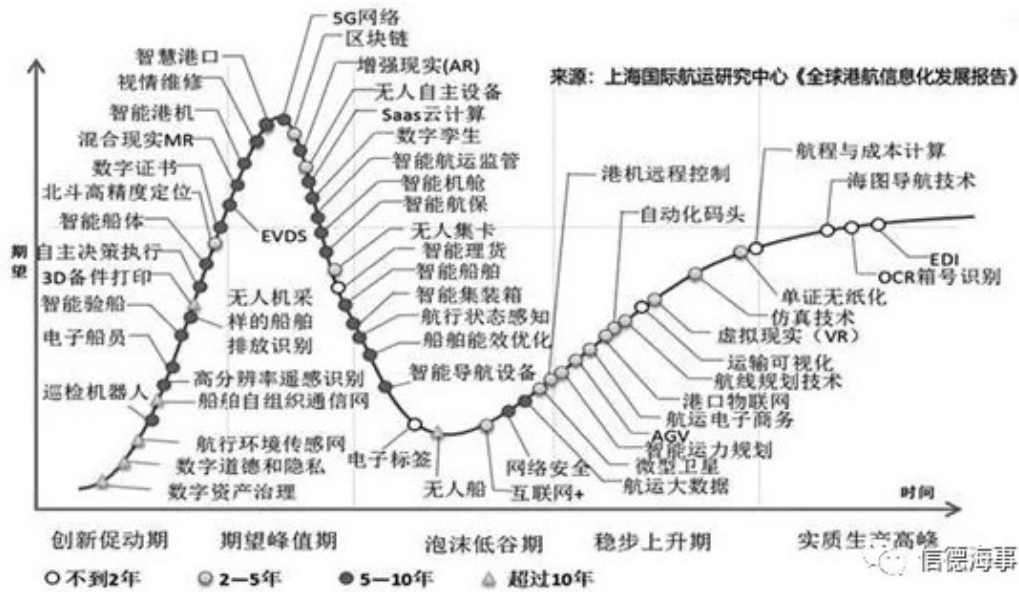 来源：上海国际航运研究中心《全球港航信息化发展报告》
期望
5G网络
区块链
增强现实(AR)
无人自主设备
Saas云计算
数字孪生
智能航运监管
智能机舱
智能航保
无人集卡
智能理货
智能船舶
智能集装箱
航行状态感知
船舶能效优化
智能导航设备
智慧港口
视情维修
智能港机
混合现实MR
数字证书
北斗高精度定位
智能船体
自主决策执行
3D备件打印
智能验船
电子船员
巡检机器人
EVDS
无人机采
样的船舶
排放识别
高分辨率遥感识别
船舶自组织通信网
航行环境传感网
数字道德和隐私
数字资产治理
电子标签
无人船
互联网+
网络安全
航运大数据
微型卫星
智能运力规划
AGV
航运电子商务
港口物联网
航线规划技术
运输可视化
虚拟现实（VR）
仿真技术
单证无纸化
港机远程控制
自动化码头
航程与成本计算
海图导航技术
OCR箱号识别
EDI
时间
创新促动期
期望峰值期
泡沫低谷期
稳步上升期
实质生产高峰
不到2年
2—5年
5—10年
超过10年
信德海事